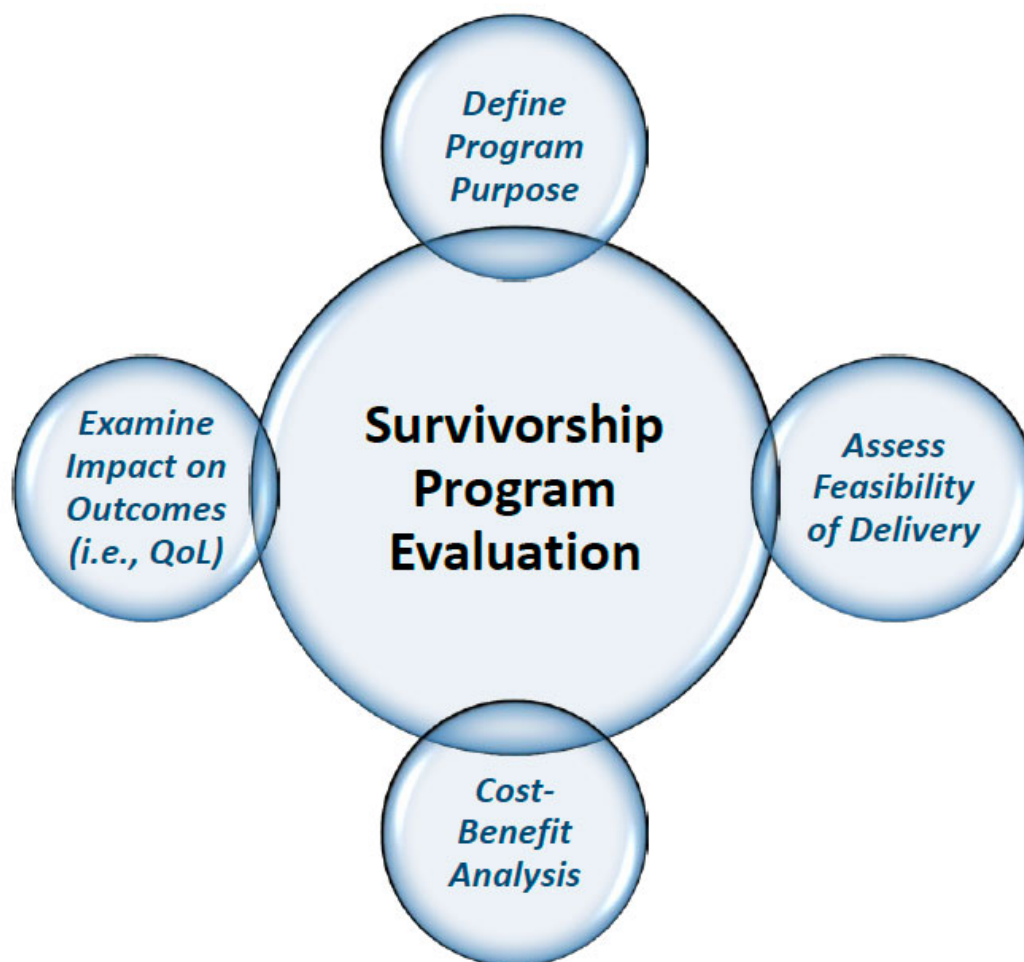 Define
Program
Purpose
Examine
Impact on
Outcomes
(i.e., QoL)
Survivorship
Program
Evaluation
Assess
Feasibility
of Delivery
Cost-
Benefit
Analysis